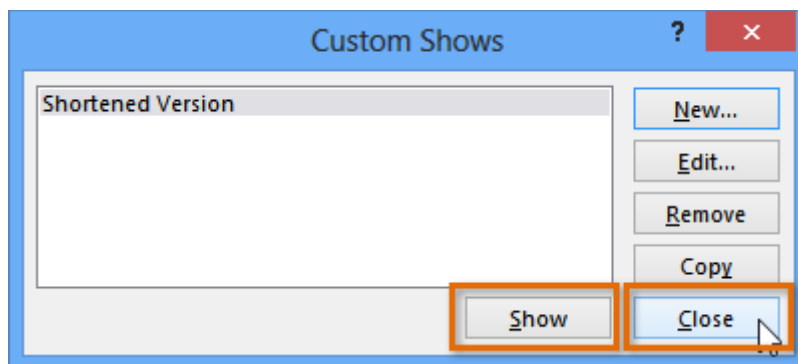 Custom Shows
?
×
Shortened Version
New...
Edit...
Remove
Copy
Show
Close